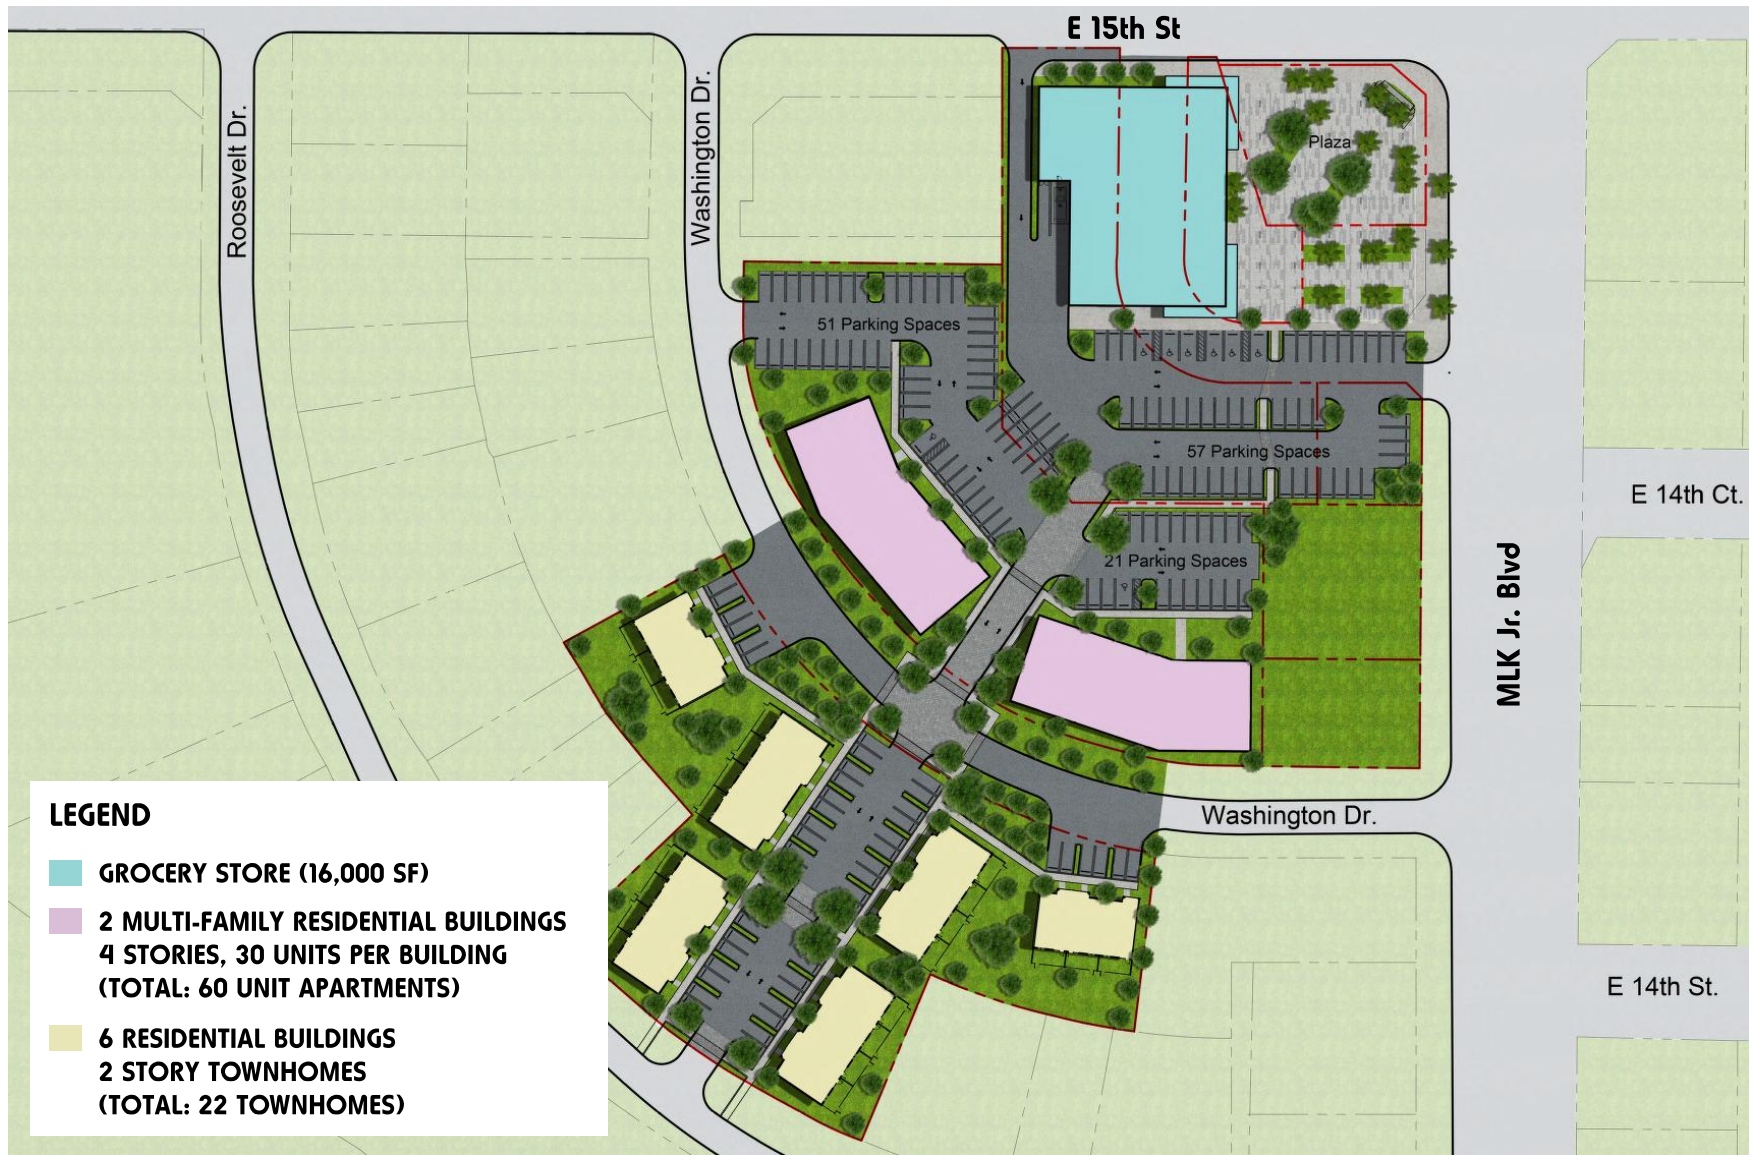 E 15th St
Roosevelt Dr.
Washington Dr.
Plaza
51 Parking Spaces
57 Parking Spaces
E 14th Ct.
21 Parking Spaces
MLK Jr. Blvd
Washington Dr.
E 14th St.
LEGEND
GROCERY STORE (16,000 SF)
2 MULTI-FAMILY RESIDENTIAL BUILDINGS
4 STORIES, 30 UNITS PER BUILDING
(TOTAL: 60 UNIT APARTMENTS)
6 RESIDENTIAL BUILDINGS
2 STORY TOWNHOMES
(TOTAL: 22 TOWNHOMES)